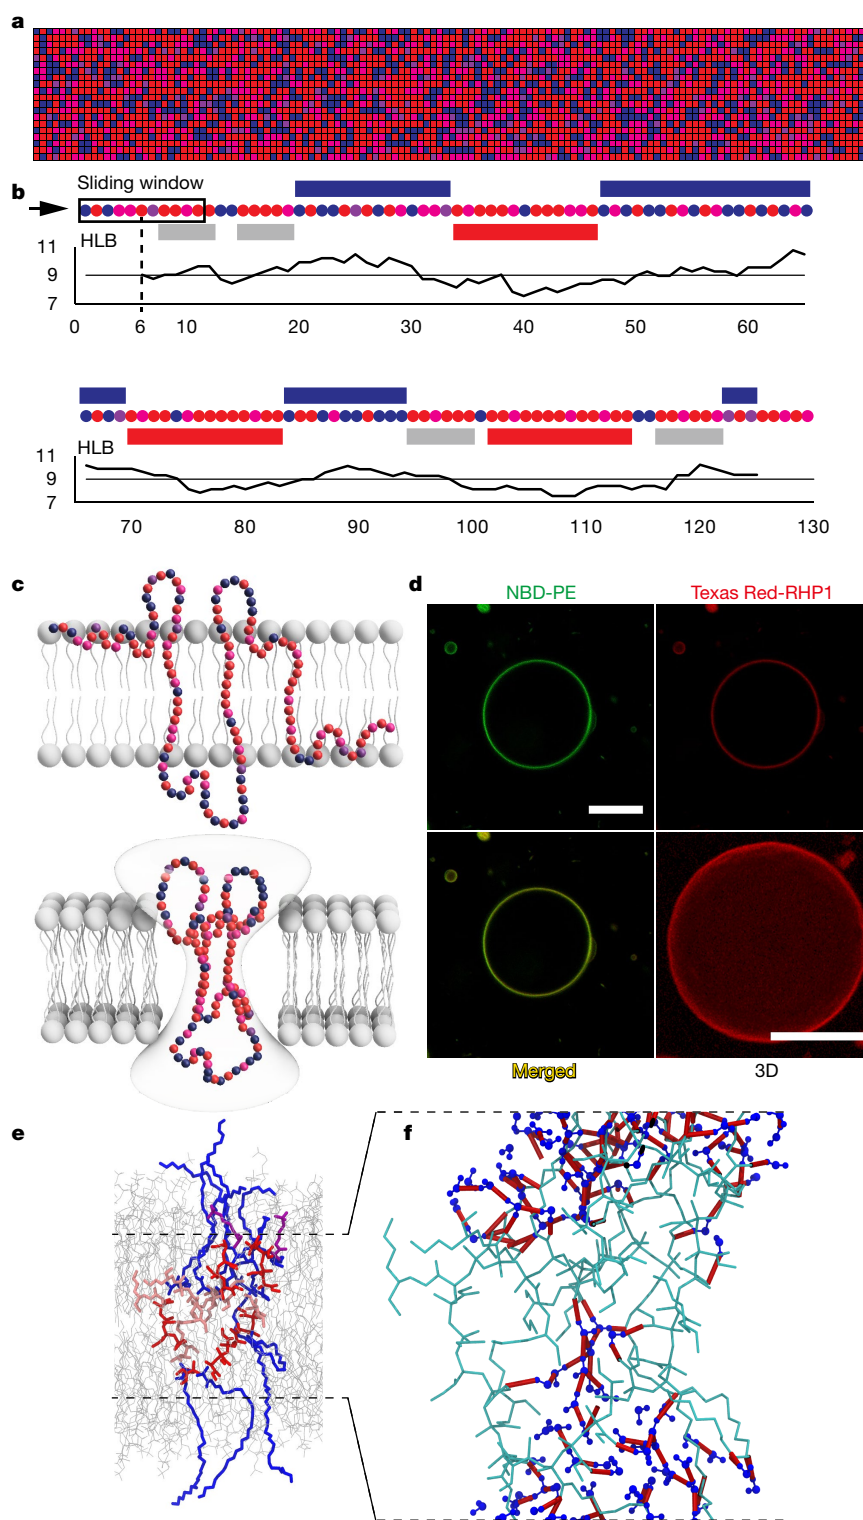 a
b
Sliding window
HLB
11
9
7
0 6 10 20 30 40 50 60
HLB
11
9
7
70 80 90 100 110 120 130
c
d
NBD-PE Texas Red-RHP1
Merged 3D
e
f